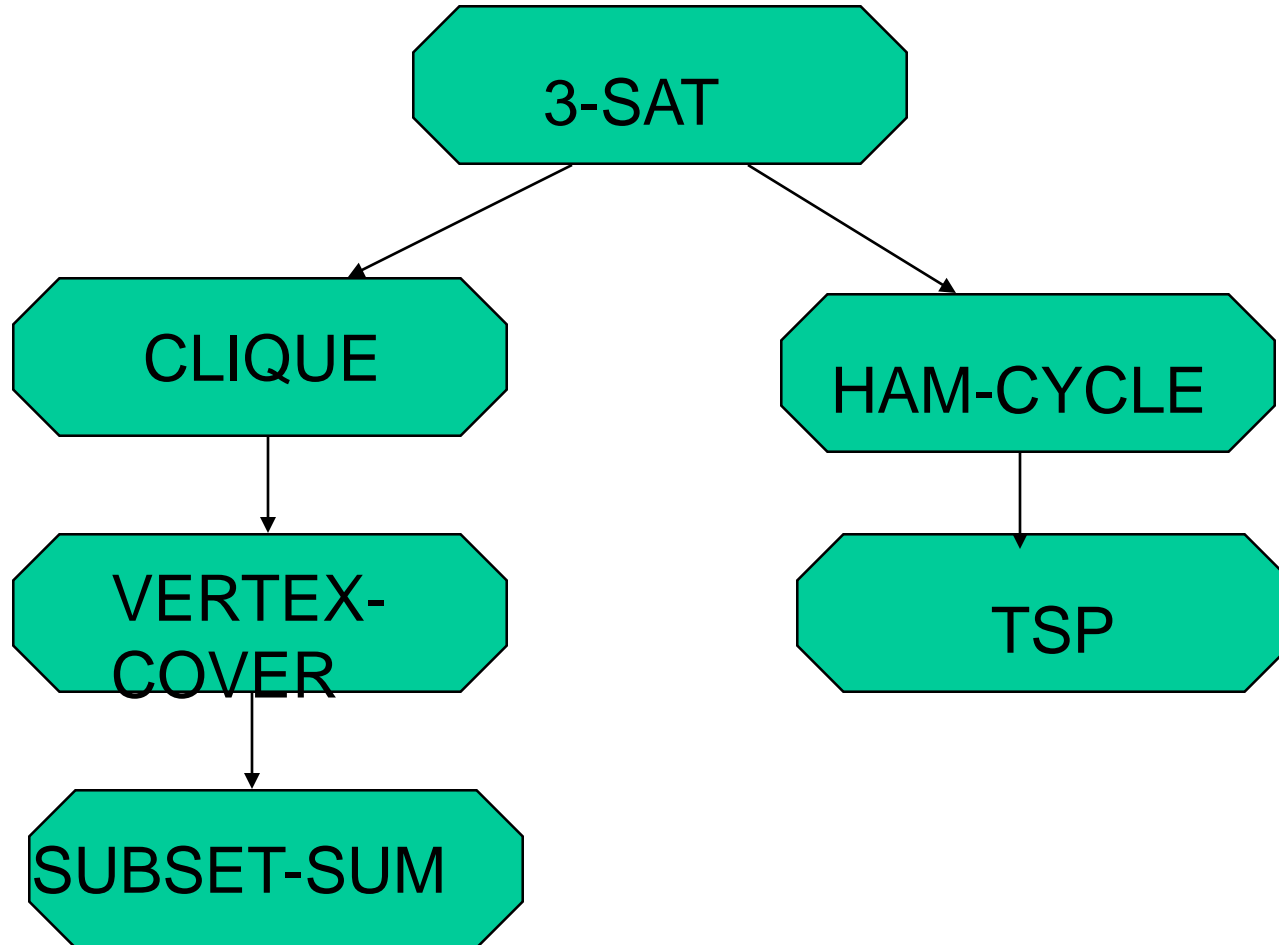 3-SAT
CLIQUE
HAM-CYCLE
VERTEX-
COVER
TSP
SUBSET-SUM